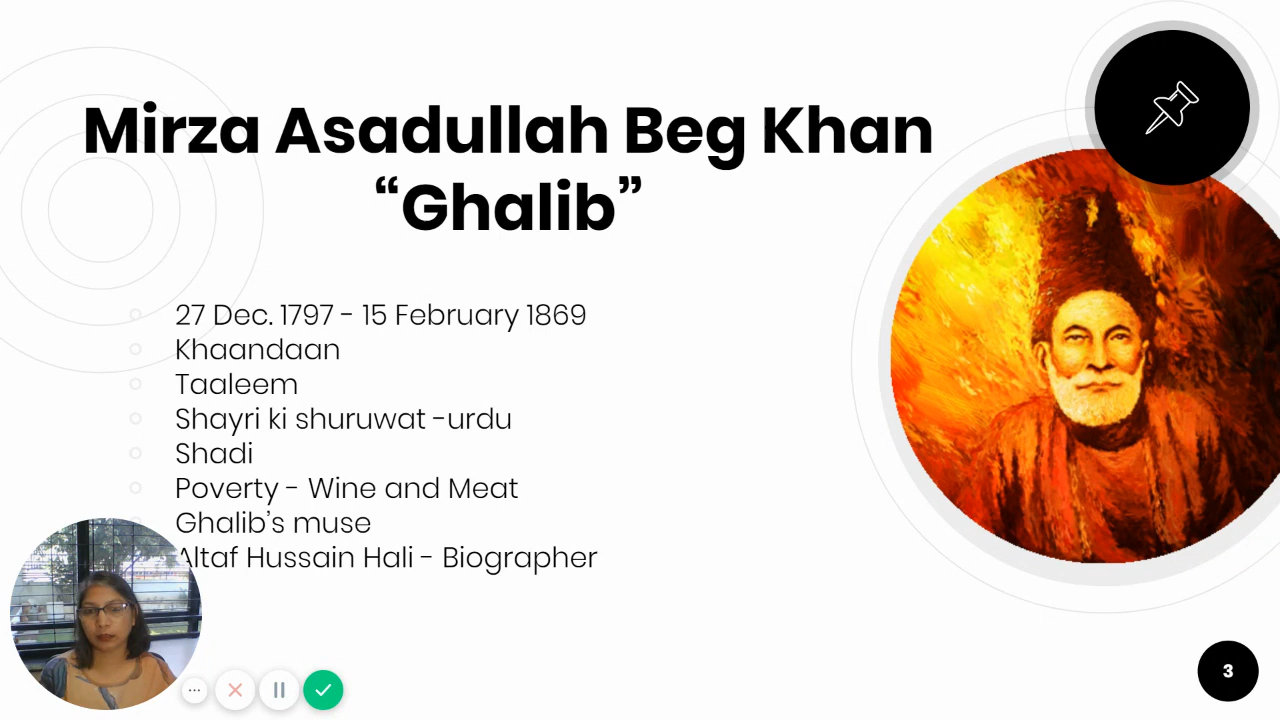 Mirza Asadullah Beg Khan
“Ghalib”
27 Dec. 1797 - 15 February 1869
Khaandaan
Taaleem
Shayri ki shuruwat -urdu
Shadi
Poverty - Wine and Meat
Ghalib’s muse
Altaf Hussain Hali - Biographer
3